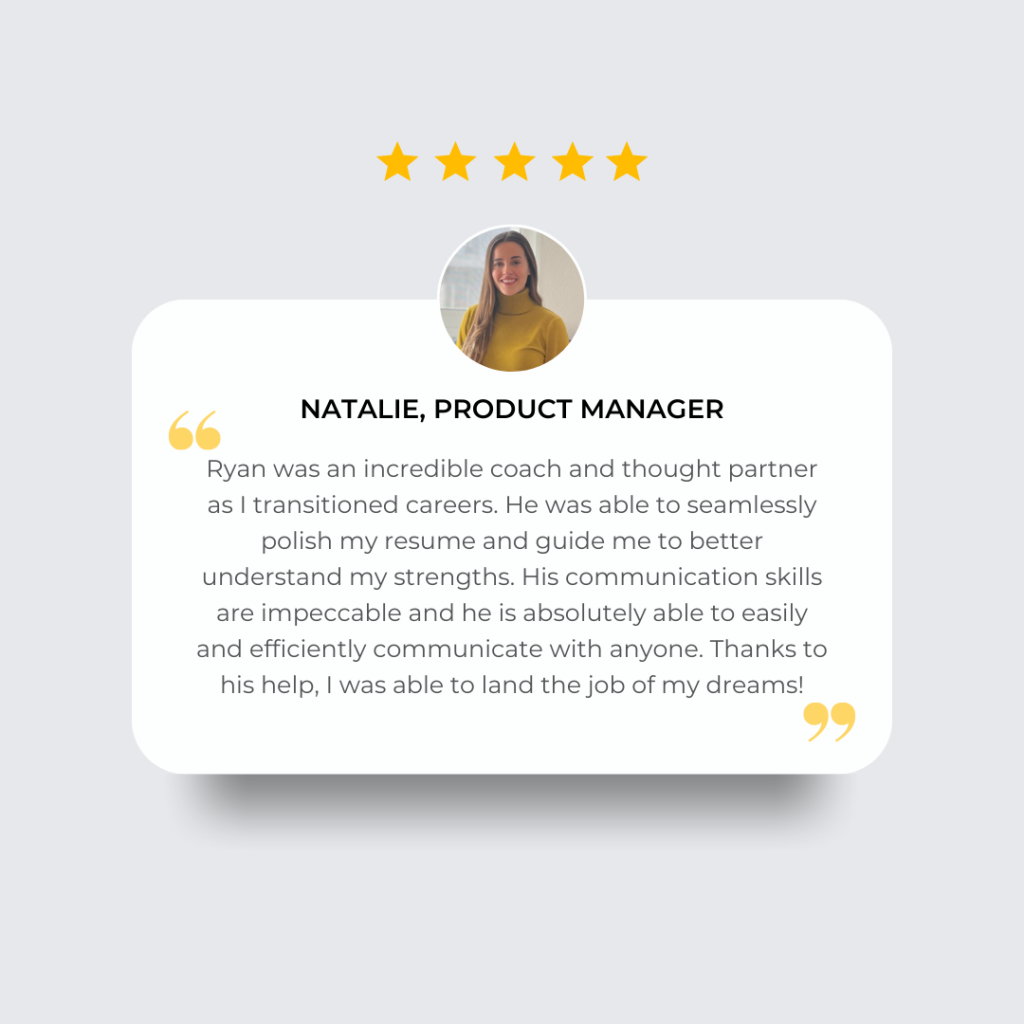 NATALIE, PRODUCT MANAGER
“
Ryan was an incredible coach and thought partner
as I transitioned careers. He was able to seamlessly
polish my resume and guide me to better
understand my strengths. His communication skills
are impeccable and he is absolutely able to easily
and efficiently communicate with anyone. Thanks to
his help, I was able to land the job of my dreams!
”